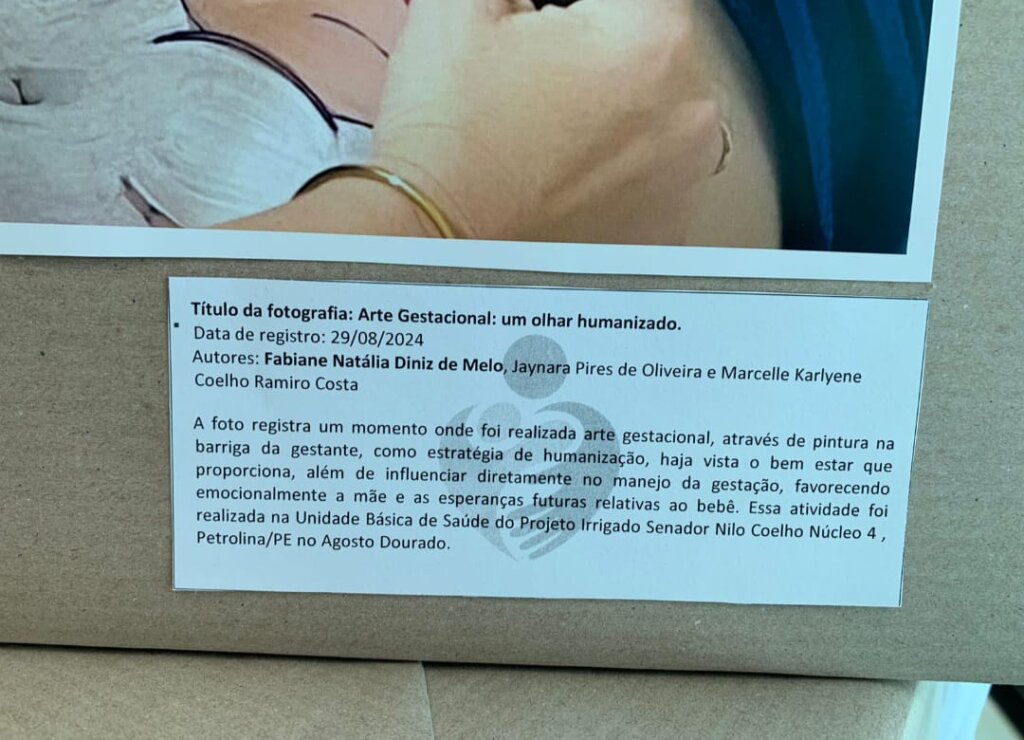 Título da fotografia: Arte Gestacional: um olhar humanizado.
Data de registro: 29/08/2024
Autores: Fabiane Natália Diniz de Melo, Jaynara Pires de Oliveira e Marcelle Karlyene
Coelho Ramiro Costa
A foto registra um momento onde foi realizada arte gestacional, através de pintura na
barriga da gestante, como estratégia de humanização, haja vista o bem estar que
proporciona, além de influenciar diretamente no manejo da gestação, favorecendo
emocionalmente a mãe e as esperanças futuras relativas ao bebê. Essa atividade foi
realizada na Unidade Básica de Saúde do Projeto Irrigado Senador Nilo Coelho Núcleo 4 ,
Petrolina/PE no Agosto Dourado.